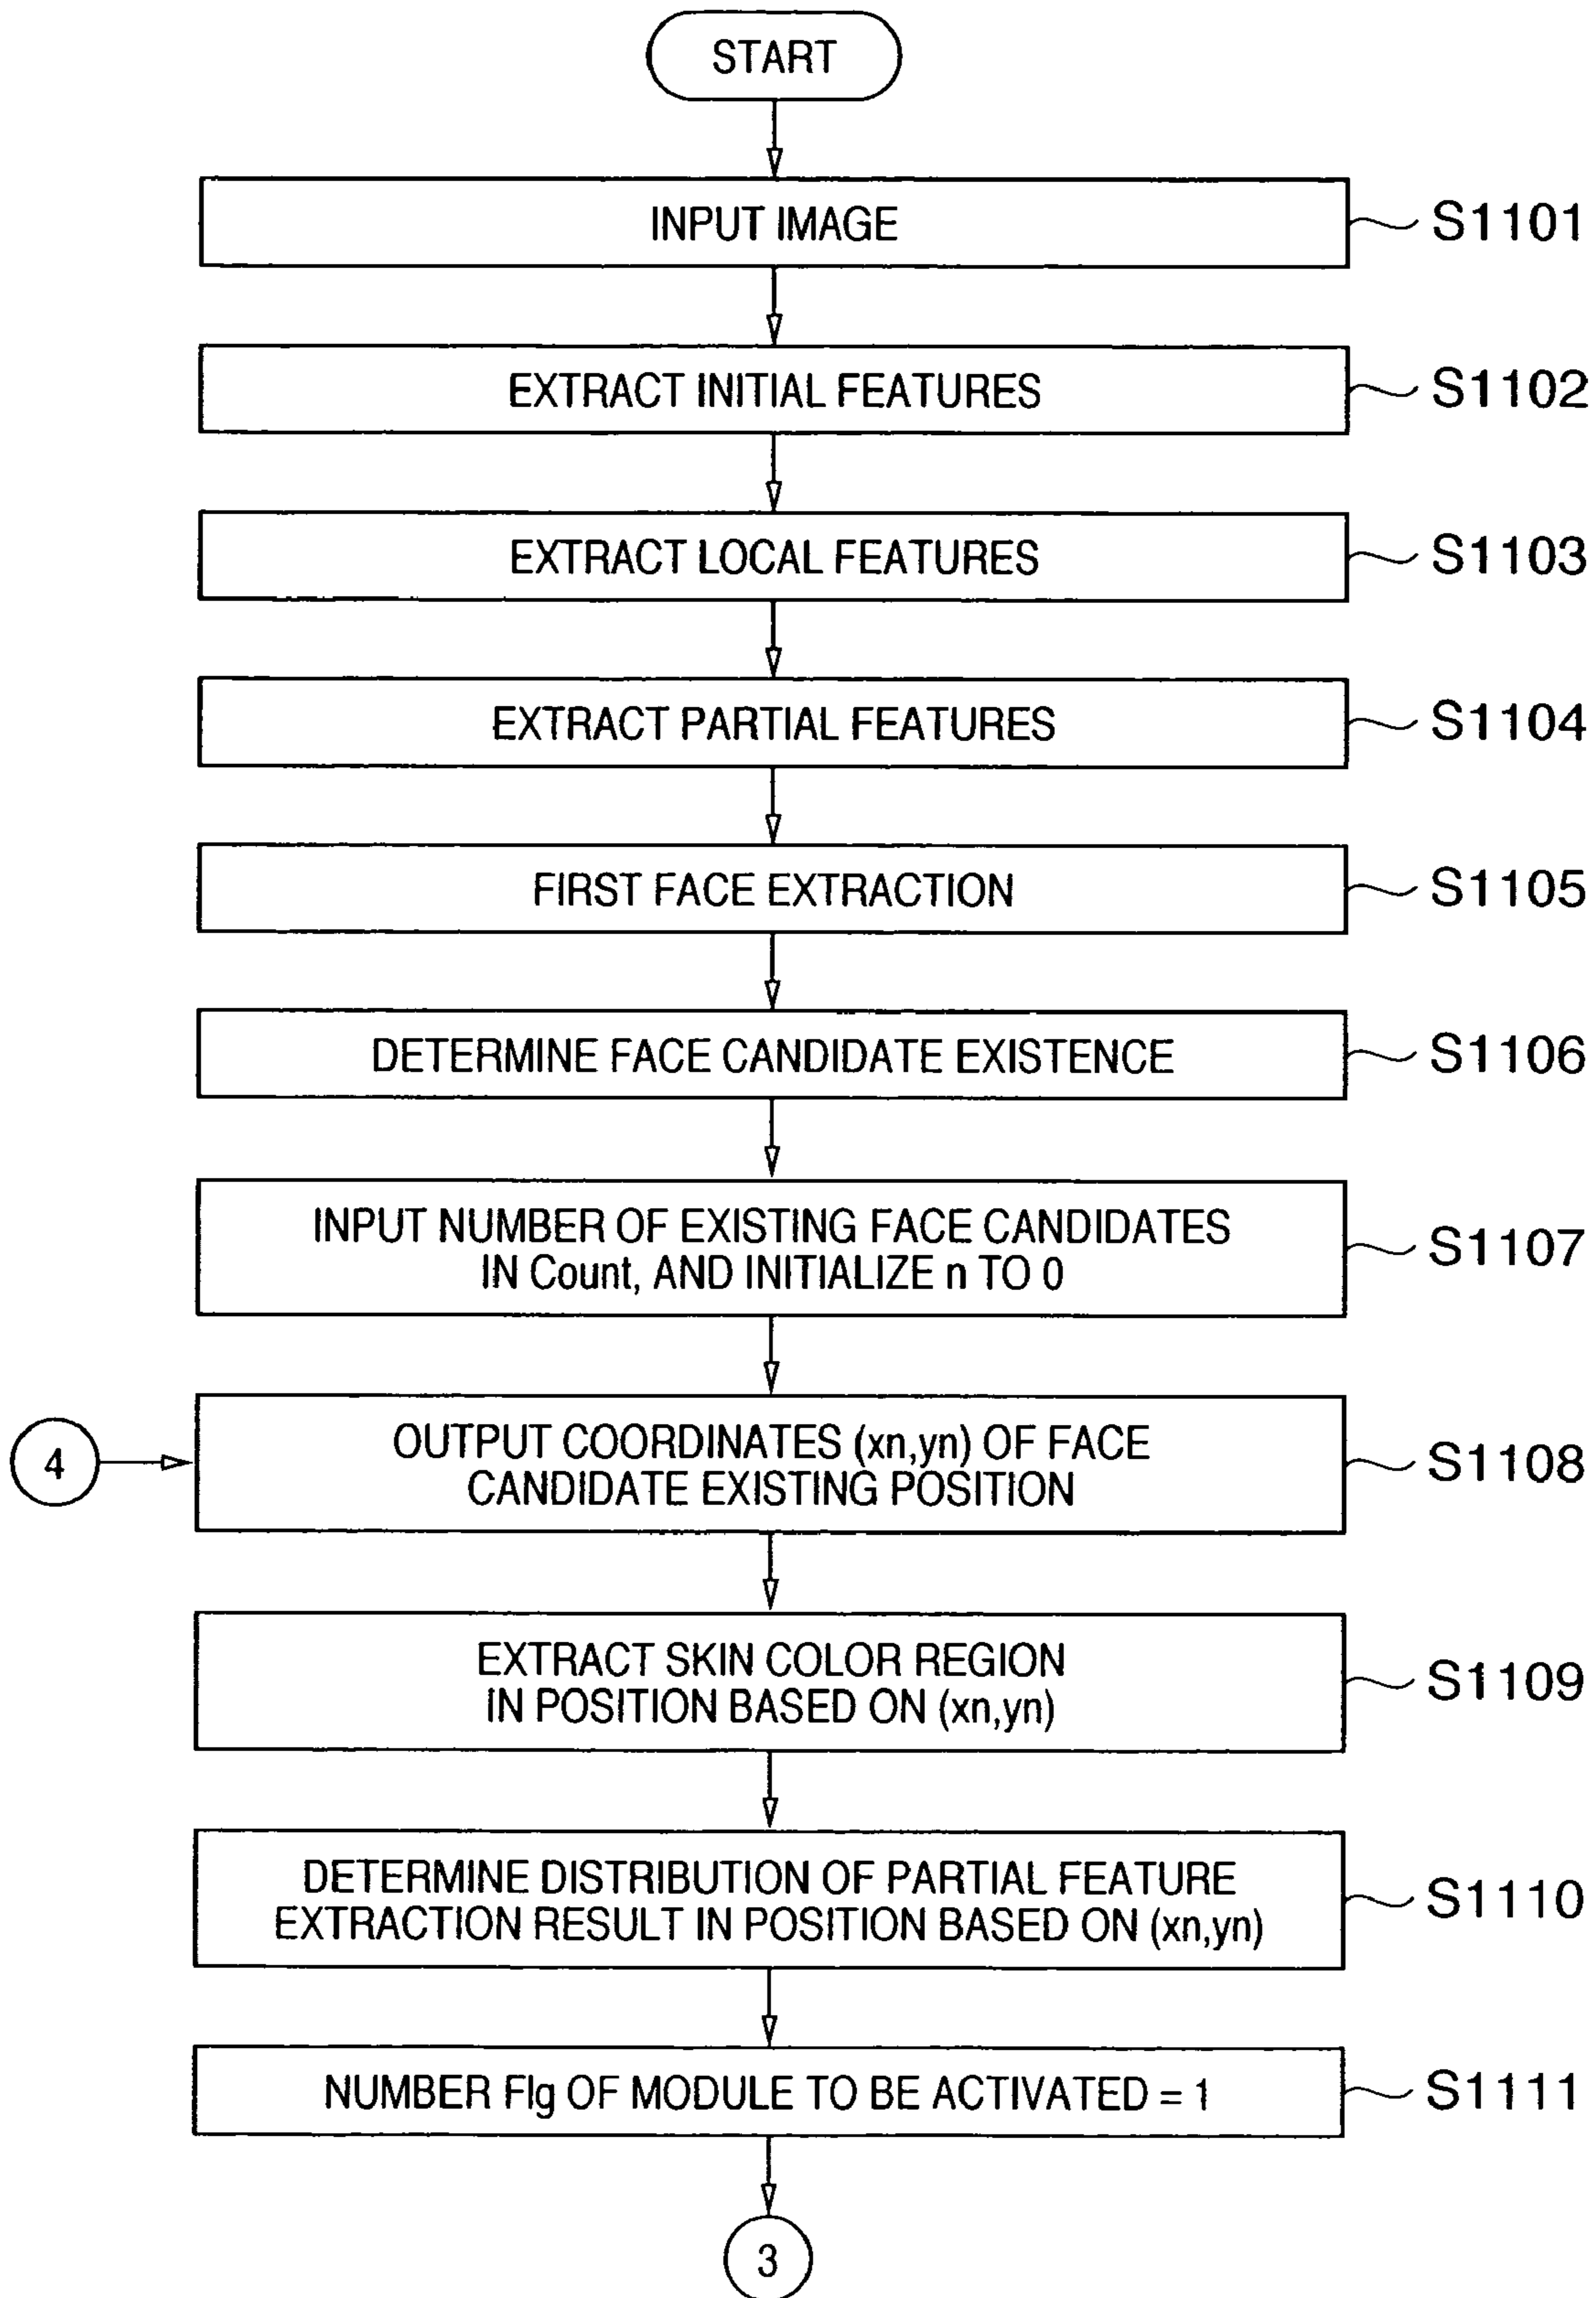 START
INPUT IMAGE
S1101
EXTRACT INITIAL FEATURES
S1102
EXTRACT LOCAL FEATURES
S1103
EXTRACT PARTIAL FEATURES
S1104
FIRST FACE EXTRACTION
S1105
DETERMINE FACE CANDIDATE EXISTENCE
S1106
INPUT NUMBER OF EXISTING FACE CANDIDATES
IN Count, AND INITIALIZE n TO 0
S1107
4
OUTPUT COORDINATES (xn,yn) OF FACE
CANDIDATE EXISTING POSITION
S1108
EXTRACT SKIN COLOR REGION
IN POSITION BASED ON (xn,yn)
S1109
DETERMINE DISTRIBUTION OF PARTIAL FEATURE
EXTRACTION RESULT IN POSITION BASED ON (xn,yn)
S1110
NUMBER Flg OF MODULE TO BE ACTIVATED = 1
S1111
3